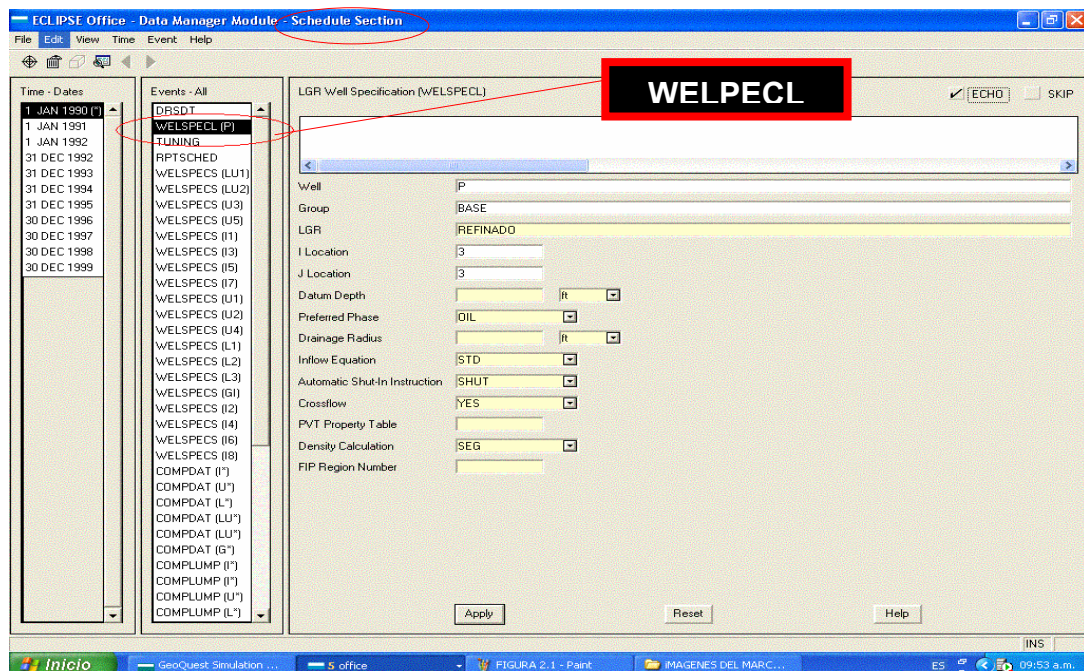 ECLIPSE Office - Data Manager Module - Schedule Section
File Edit View Time Event Help
Time - Dates
1 JAN 1990 (*)
1 JAN 1991
1 JAN 1992
31 DEC 1992
31 DEC 1993
31 DEC 1994
31 DEC 1995
30 DEC 1996
30 DEC 1997
30 DEC 1998
30 DEC 1999
Events - All
DRSDT
WELSPECL (P)
TUNING
RPTSCHED
WELSPECS (LU1)
WELSPECS (LU2)
WELSPECS (U3)
WELSPECS (U5)
WELSPECS (I1)
WELSPECS (I3)
WELSPECS (I5)
WELSPECS (I7)
WELSPECS (U1)
WELSPECS (U2)
WELSPECS (U4)
WELSPECS (L1)
WELSPECS (L2)
WELSPECS (L3)
WELSPECS (GI)
WELSPECS (I2)
WELSPECS (I4)
WELSPECS (I6)
WELSPECS (I8)
COMPDAT (I*)
COMPDAT (U*)
COMPDAT (L*)
COMPDAT (LU*)
COMPDAT (LU*)
COMPDAT (G*)
COMPLUMP (I*)
COMPLUMP (I*)
COMPLUMP (U*)
COMPLUMP (L*)
LGR Well Specification (WELSPECL)
WELPECL
ECHO
SKIP
Well P
Group BASE
LGR REFINADO
I Location 3
J Location 3
Datum Depth ft
Preferred Phase OIL
Drainage Radius ft
Inflow Equation STD
Automatic Shut-In Instruction SHUT
Crossflow YES
PVT Property Table
Density Calculation SEG
FIP Region Number
Apply Reset Help
INS
Inicio GeoQuest Simulation ... 5 office FIGURA 2.1 - Paint iMAGENES DEL MARC... ES 09:53 a.m.